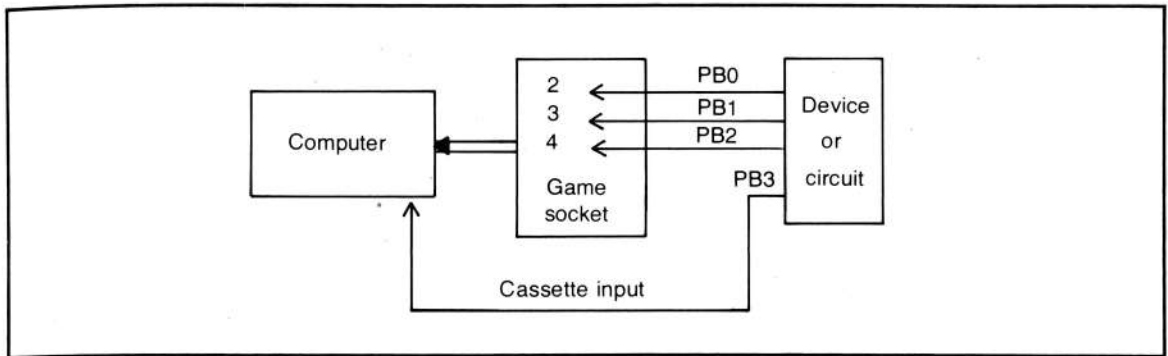 Computer
2
3
4
Game
socket
PB0
PB1
PB2
PB3
Device
or
circuit
Cassette input